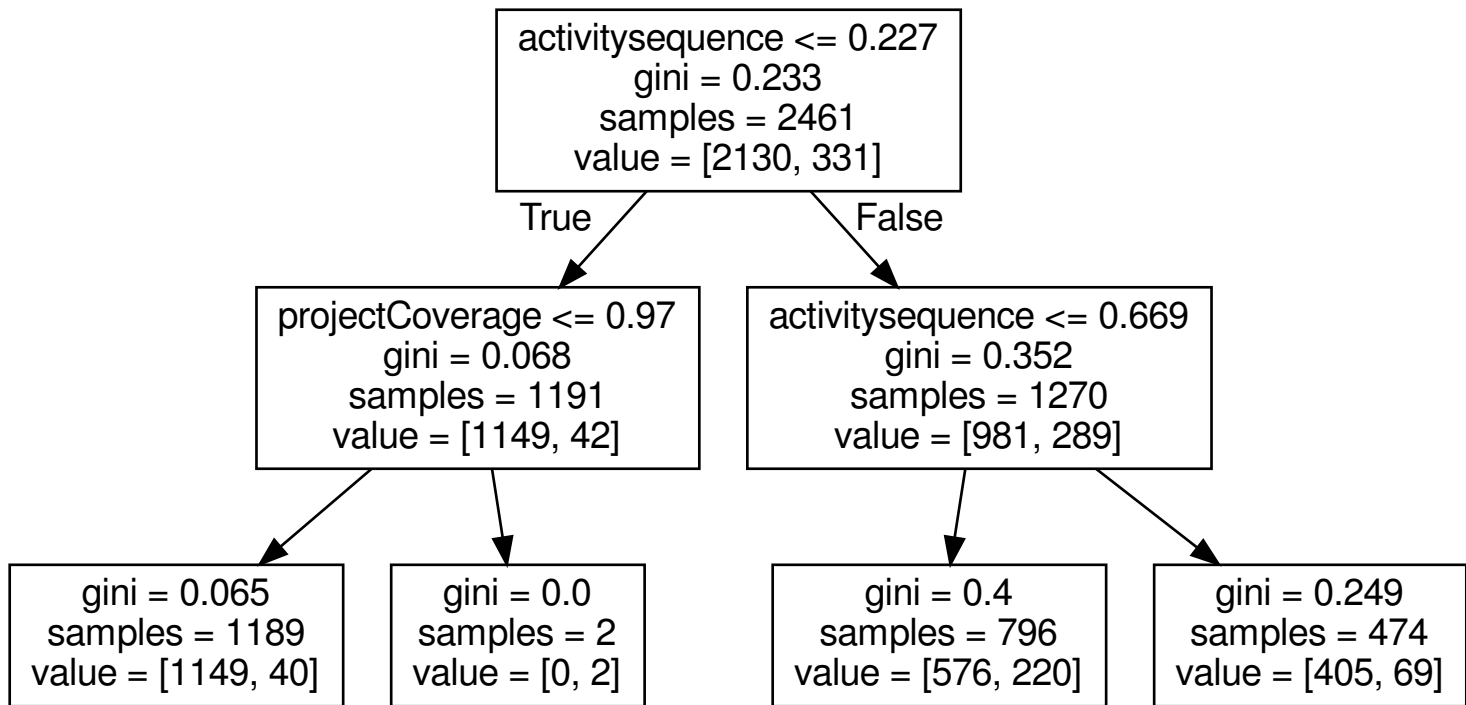 activitysequence <= 0.227
gini = 0.233
samples = 2461
value = [2130, 331]
True
False
projectCoverage <= 0.97
gini = 0.068
samples = 1191
value = [1149, 42]
activitysequence <= 0.669
gini = 0.352
samples = 1270
value = [981, 289]
gini = 0.065
samples = 1189
value = [1149, 40]
gini = 0.0
samples = 2
value = [0, 2]
gini = 0.4
samples = 796
value = [576, 220]
gini = 0.249
samples = 474
value = [405, 69]